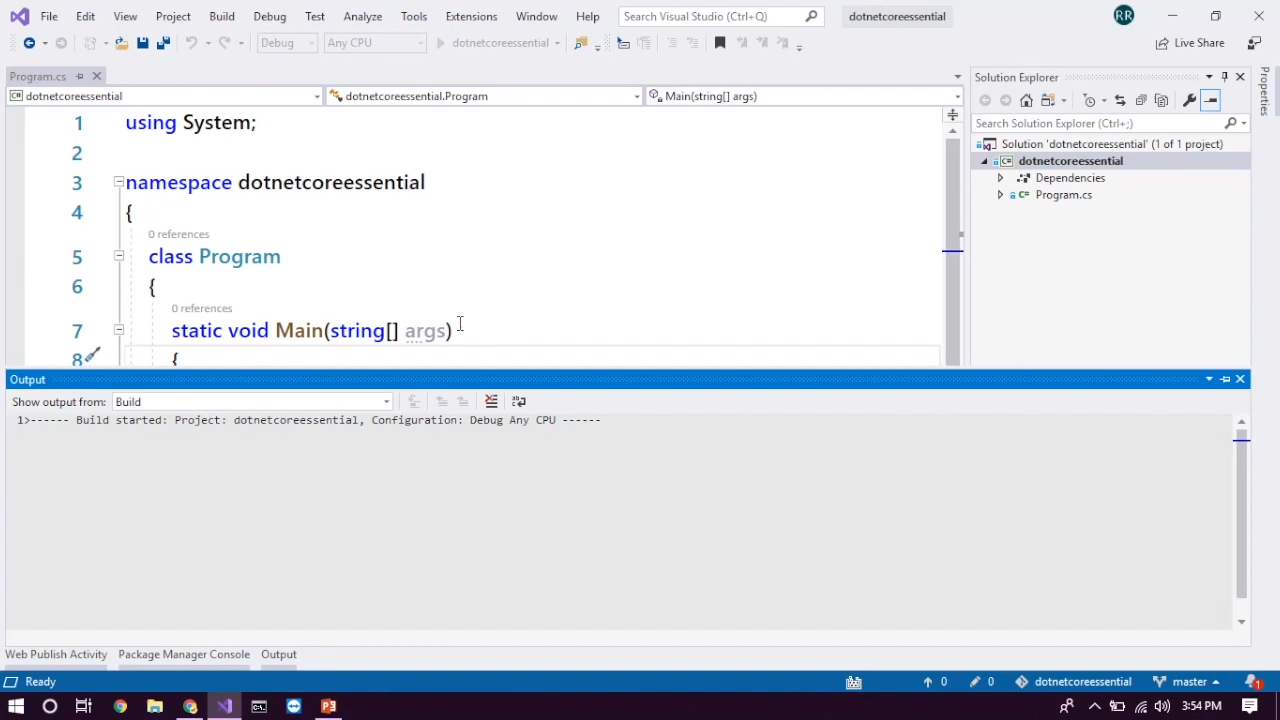 File Edit View Project Build Debug Test Analyze Tools Extensions Window Help Search Visual Studio (Ctrl+Q) dotnetcoreessential RR
Debug Any CPU dotnetcoreessential Live Share
Program.cs
dotnetcoreessential dotnetcoreessential.Program Main(string[] args)
1 using System;
2
3 namespace dotnetcoreessential
4 {
0 references
5 class Program
6 {
0 references
7 static void Main(string[] args)
8 {
Solution Explorer
Search Solution Explorer (Ctrl+;)
Solution 'dotnetcoreessential' (1 of 1 project)
dotnetcoreessential
Dependencies
Program.cs
Properties
Output
Show output from: Build
1>------ Build started: Project: dotnetcoreessential, Configuration: Debug Any CPU ------
Web Publish Activity Package Manager Console Output
Ready 0 0 dotnetcoreessential master 1
3:54 PM